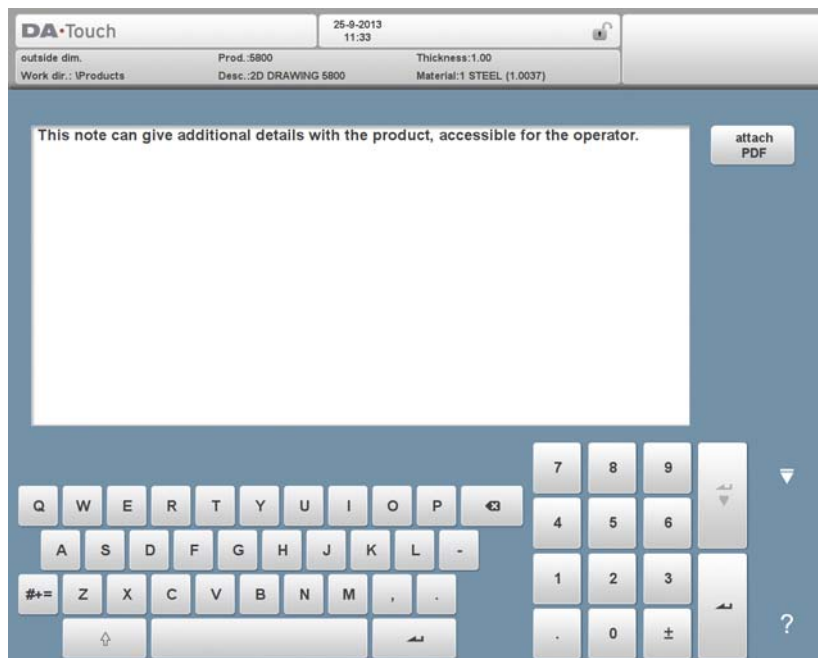 DA•Touch
25-9-2013
11:33
outside dim.
Prod.:5800
Thickness:1.00
Work dir.: \Products
Desc.:2D DRAWING 5800
Material:1 STEEL (1.0037)
This note can give additional details with the product, accessible for the operator.
attach
PDF
7 8 9
Q W E R T Y U I O P
4 5 6
A S D F G H J K L -
1 2 3
#+= Z X C V B N M , .
. 0 ±
?